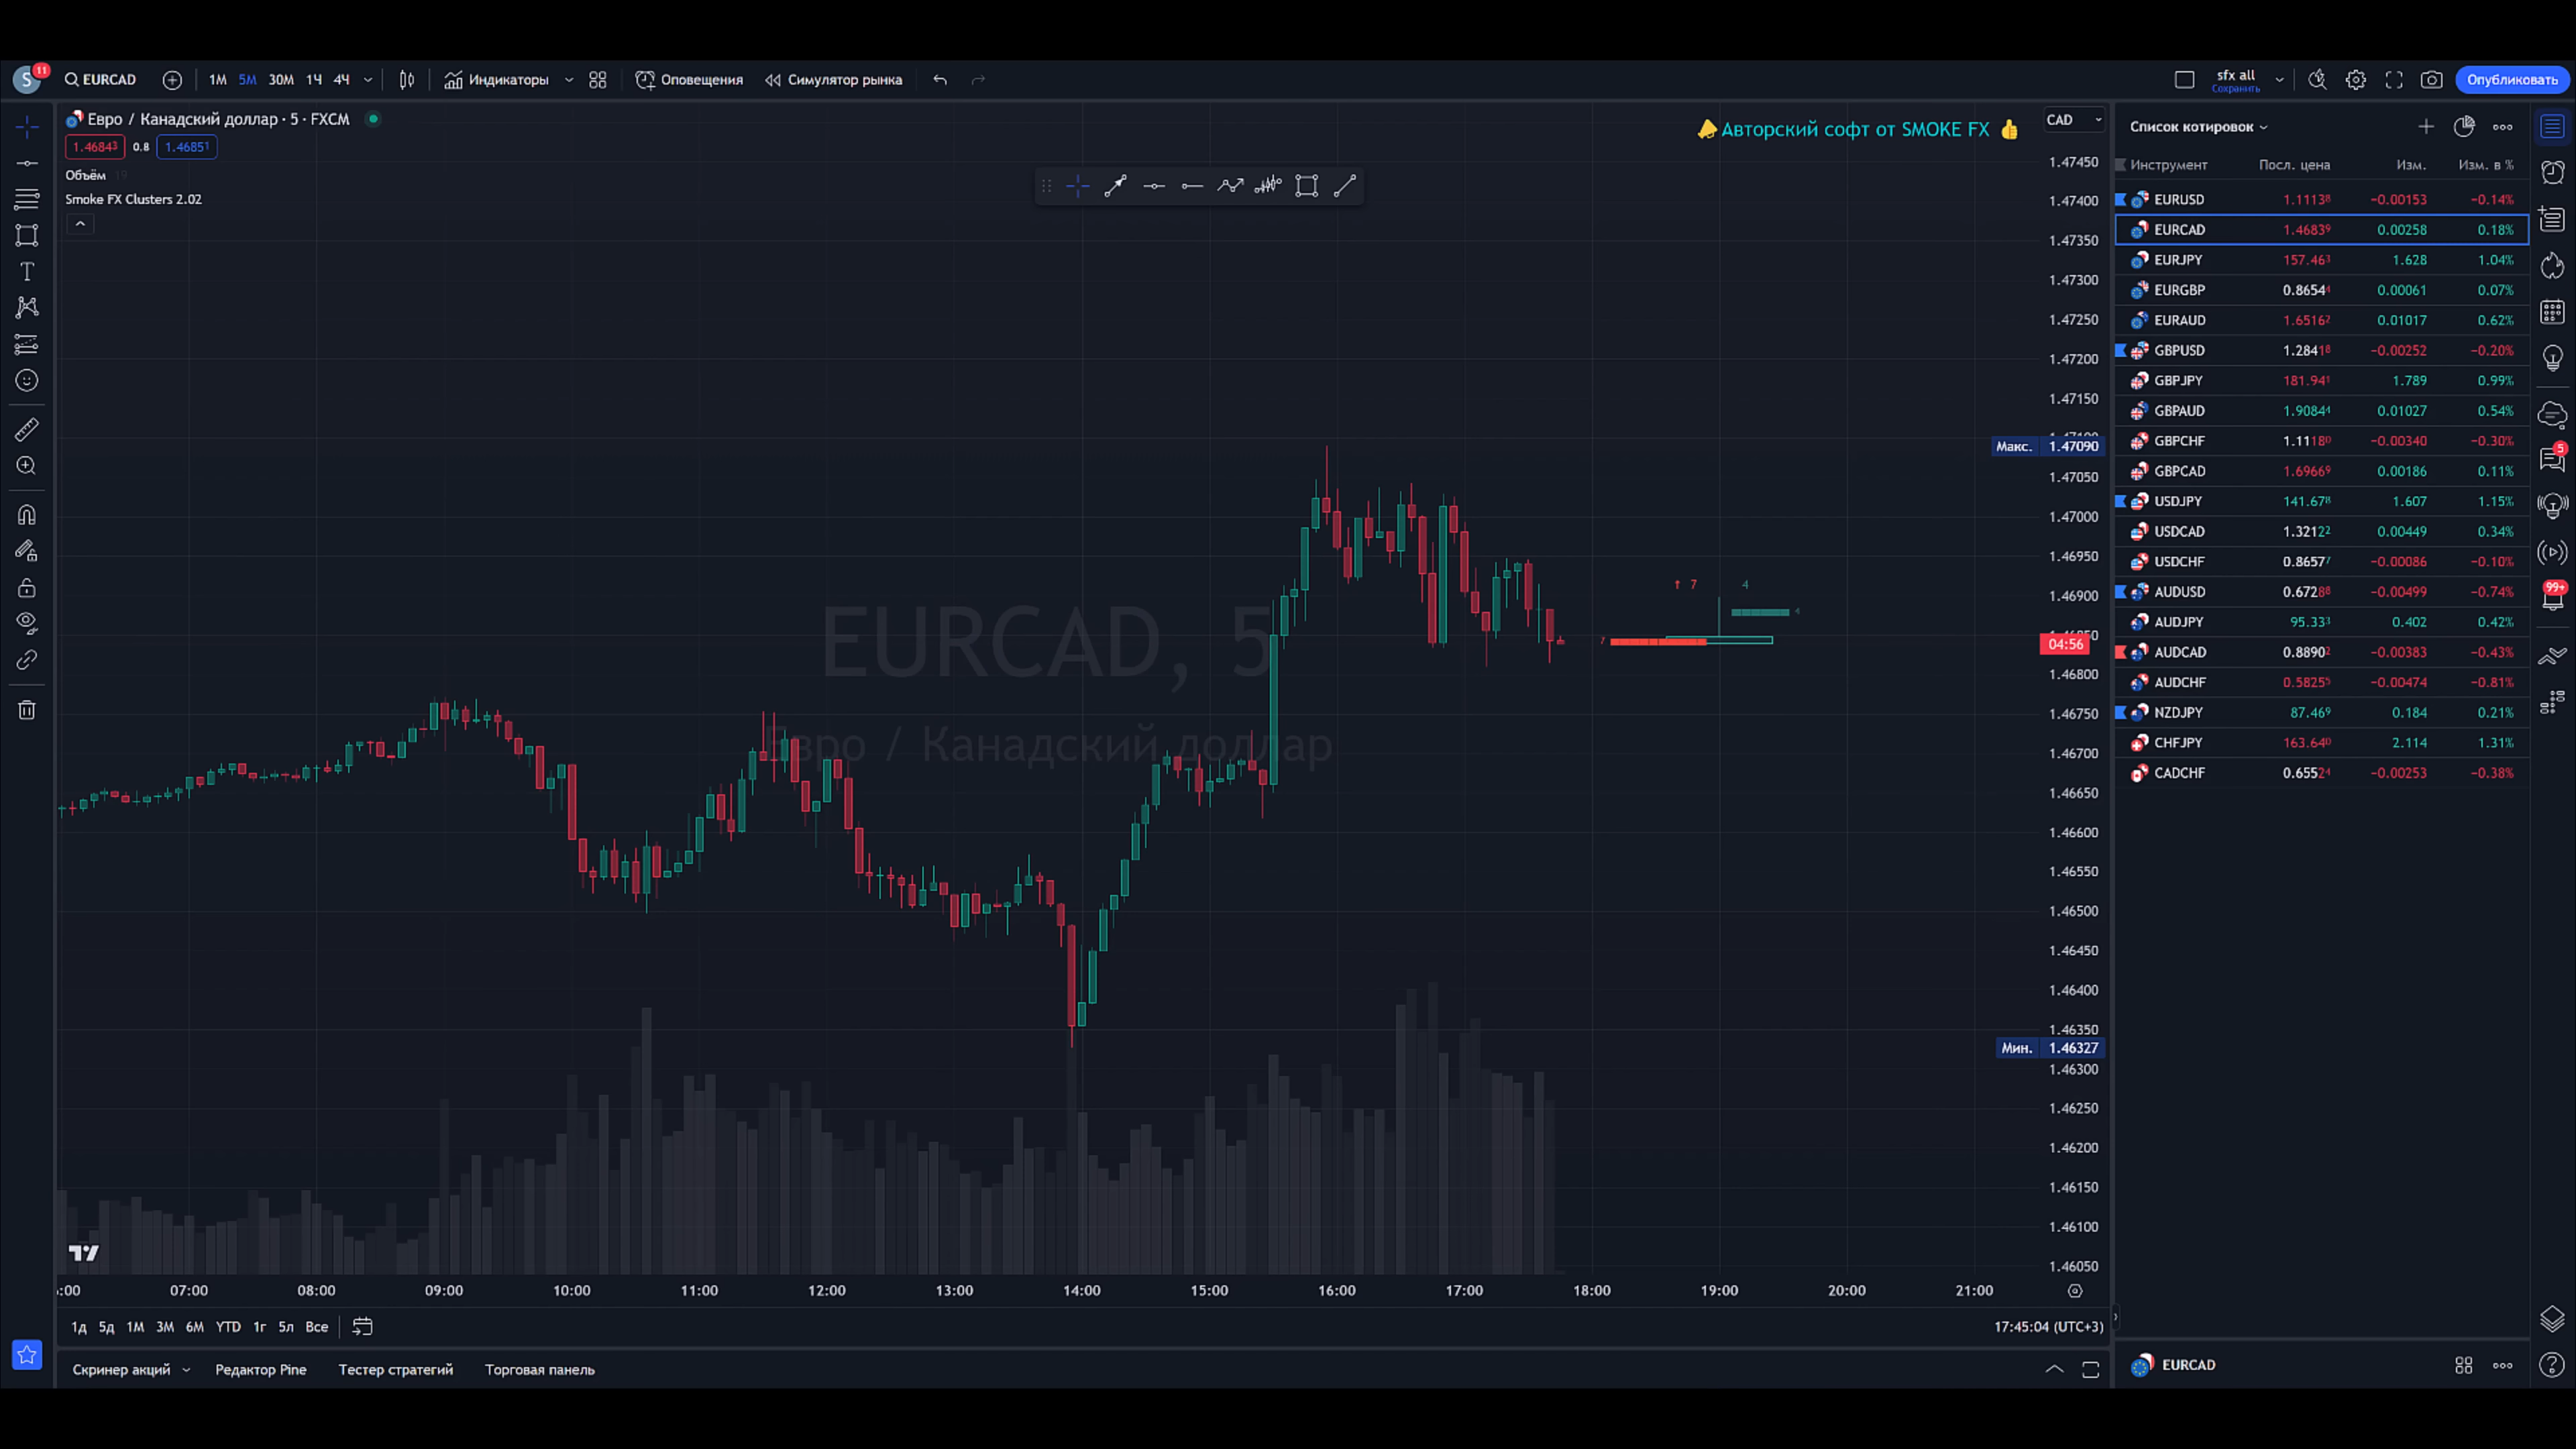 S 11 EURCAD 1М 5М 30М 1Ч 4Ч Индикаторы Оповещения Симулятор рынка sfx all Сохранить Опубликовать
Евро / Канадский доллар · 5 · FXCM
1.46843 0.8 1.46851
Объём 19
Smoke FX Clusters 2.02
Авторский софт от SMOKE FX
CAD
EURCAD, 5
Евро / Канадский доллар
1.47450
1.47400
1.47350
1.47300
1.47250
1.47200
1.47150
Макс. 1.47090
1.47050
1.47000
1.46950
1.46900
04:56
1.46800
1.46750
1.46700
1.46650
1.46600
1.46550
1.46500
1.46450
1.46400
1.46350
Мин. 1.46327
1.46300
1.46250
1.46200
1.46150
1.46100
1.46050
↑ 7 4
4
7
07:00 08:00 09:00 10:00 11:00 12:00 13:00 14:00 15:00 16:00 17:00 18:00 19:00 20:00 21:00
1д 5д 1М 3М 6М YTD 1г 5л Все
17:45:04 (UTC+3)
Скринер акций Редактор Pine Тестер стратегий Торговая панель
Список котировок
Инструмент Посл. цена Изм. Изм. в %
EURUSD 1.11138 −0.00153 −0.14%
EURCAD 1.46839 0.00258 0.18%
EURJPY 157.463 1.628 1.04%
EURGBP 0.86544 0.00061 0.07%
EURAUD 1.65162 0.01017 0.62%
GBPUSD 1.28418 −0.00252 −0.20%
GBPJPY 181.941 1.789 0.99%
GBPAUD 1.90844 0.01027 0.54%
GBPCHF 1.11180 −0.00340 −0.30%
GBPCAD 1.69669 0.00186 0.11%
USDJPY 141.678 1.607 1.15%
USDCAD 1.32122 0.00449 0.34%
USDCHF 0.86577 −0.00086 −0.10%
AUDUSD 0.67288 −0.00499 −0.74%
AUDJPY 95.333 0.402 0.42%
AUDCAD 0.88902 −0.00383 −0.43%
AUDCHF 0.58255 −0.00474 −0.81%
NZDJPY 87.469 0.184 0.21%
CHFJPY 163.640 2.114 1.31%
CADCHF 0.65524 −0.00253 −0.38%
5
99+
EURCAD